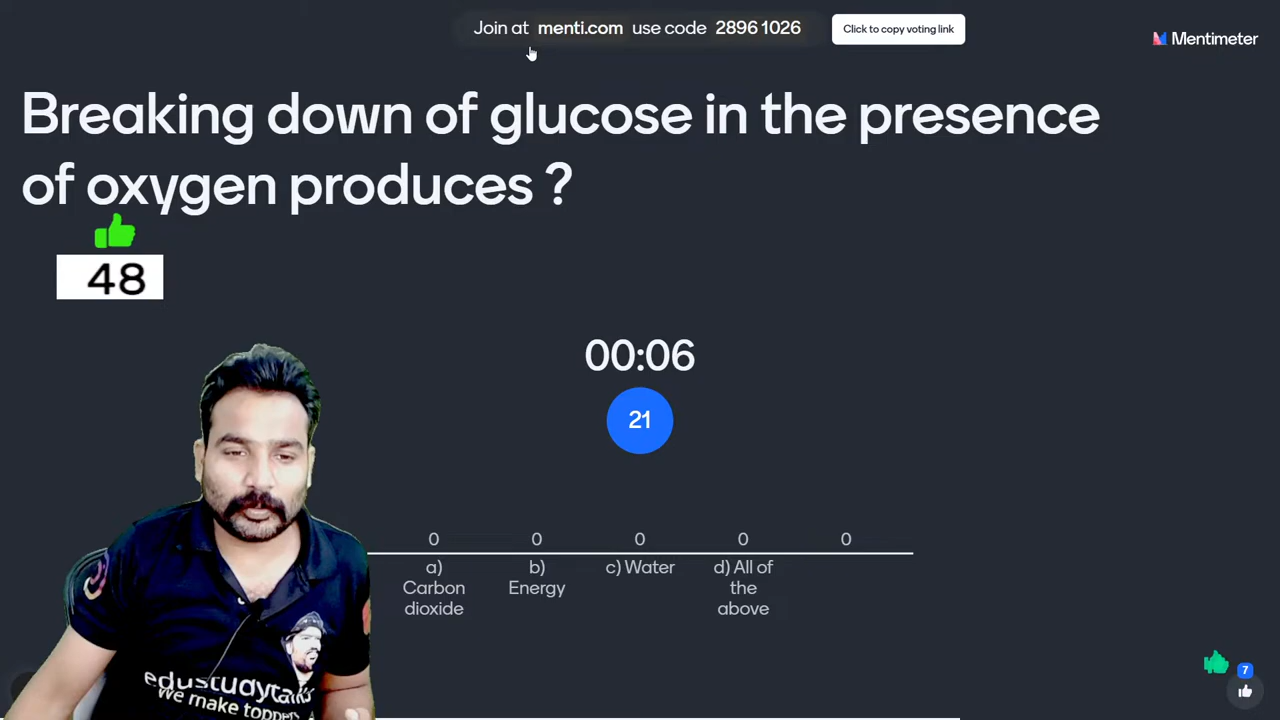 Join at menti.com use code 2896 1026
Click to copy voting link
Mentimeter
Breaking down of glucose in the presence
of oxygen produces ?
48
00:06
21
0 0 0 0 0
a)
Carbon
dioxide
b)
Energy
c) Water
d) All of
the
above
edustudytalks
We make toppers
7